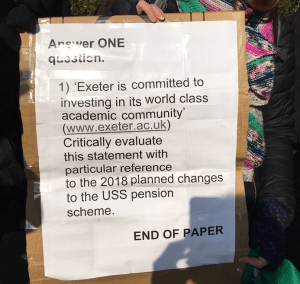 Answer ONE
question.
1) ‘Exeter is committed to
investing in its world class
academic community’
(www.exeter.ac.uk)
Critically evaluate
this statement with
particular reference
to the 2018 planned changes
to the USS pension
scheme.
END OF PAPER